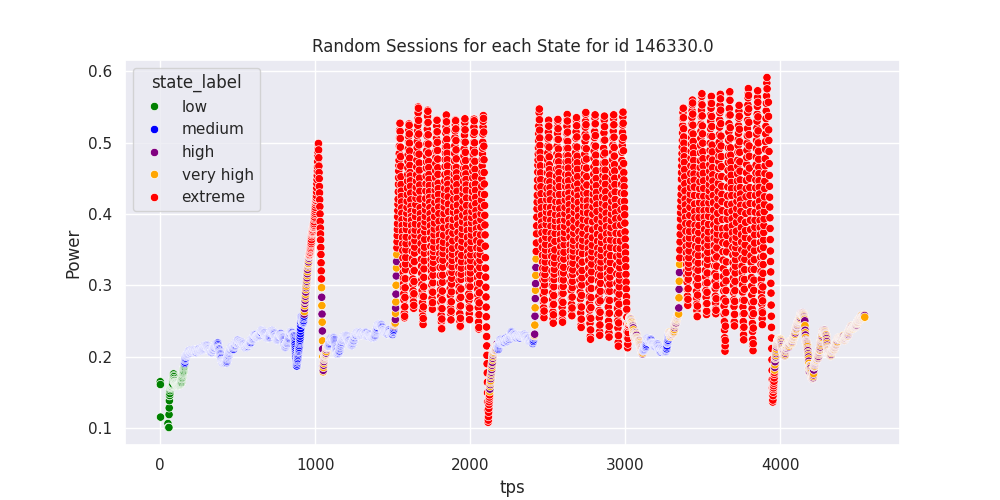 Random Sessions for each State for id 146330.0
state_label
low
medium
high
very high
extreme
Power
0.6
0.5
0.4
0.3
0.2
0.1
0
1000
2000
3000
4000
tps